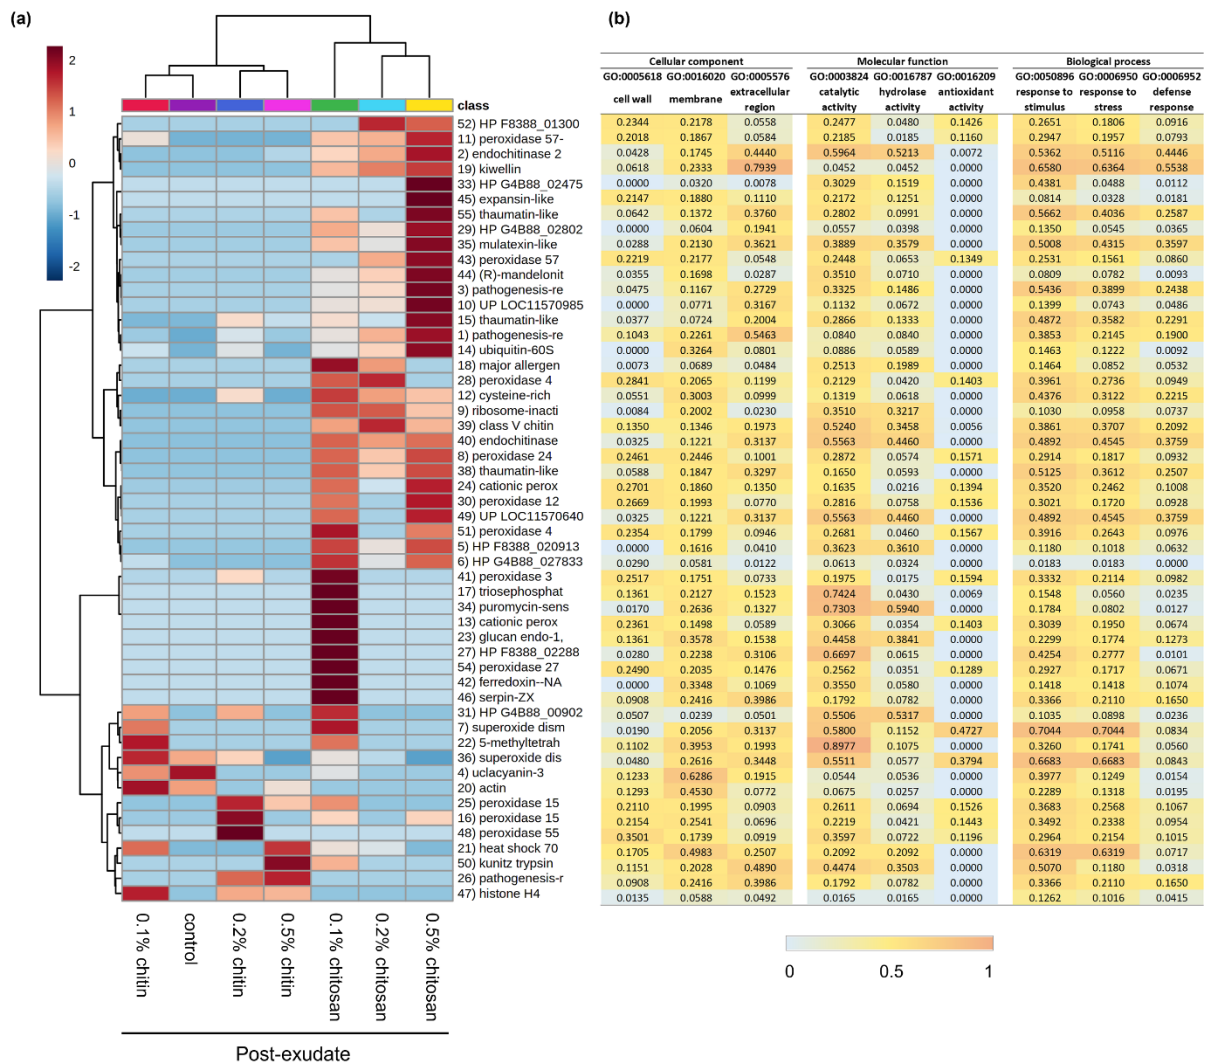 (a)
2
1
0
-1
-2
class
52) HP F8388_01300
11) peroxidase 57-
2) endochitinase 2
19) kiwellin
33) HP G4B88_02475
45) expansin-like
55) thaumatin-like
29) HP G4B88_02802
35) mulatexin-like
43) peroxidase 57
44) (R)-mandelonit
3) pathogenesis-re
10) UP LOC11570985
15) thaumatin-like
1) pathogenesis-re
14) ubiquitin-60S
18) major allergen
28) peroxidase 4
12) cysteine-rich
9) ribosome-inacti
39) class V chitin
40) endochitinase
8) peroxidase 24
38) thaumatin-like
24) cationic perox
30) peroxidase 12
49) UP LOC11570640
51) peroxidase 4
5) HP F8388_020913
6) HP G4B88_027833
41) peroxidase 3
17) triosephosphat
34) puromycin-sens
13) cationic perox
23) glucan endo-1,
27) HP F8388_02288
54) peroxidase 27
42) ferredoxin--NA
46) serpin-ZX
31) HP G4B88_00902
7) superoxide dism
22) 5-methyltetrah
36) superoxide dis
4) uclacyanin-3
20) actin
25) peroxidase 15
16) peroxidase 15
48) peroxidase 55
21) heat shock 70
50) kunitz trypsin
26) pathogenesis-r
47) histone H4
0.1% chitin
control
0.2% chitin
0.5% chitin
0.1% chitosan
0.2% chitosan
0.5% chitosan
Post-exudate
(b)
Cellular component Molecular function Biological process
GO:0005618 GO:0016020 GO:0005576 GO:0003824 GO:0016787 GO:0016209 GO:0050896 GO:0006950 GO:0006952
cell wall membrane extracellular region catalytic activity hydrolase activity antioxidant activity response to stimulus response to stress defense response
0.2344 0.2178 0.0558 0.2477 0.0480 0.1426 0.2651 0.1806 0.0916
0.2018 0.1867 0.0584 0.2185 0.0185 0.1160 0.2947 0.1957 0.0793
0.0428 0.1745 0.4440 0.5964 0.5213 0.0072 0.5362 0.5116 0.4446
0.0618 0.2333 0.7939 0.0452 0.0452 0.0000 0.6580 0.6364 0.5538
0.0000 0.0320 0.0078 0.3029 0.1519 0.0000 0.4381 0.0488 0.0112
0.2147 0.1880 0.1110 0.2172 0.1251 0.0000 0.0814 0.0328 0.0181
0.0642 0.1372 0.3760 0.2802 0.0991 0.0000 0.5662 0.4036 0.2587
0.0000 0.0604 0.1941 0.0557 0.0398 0.0000 0.1350 0.0545 0.0365
0.0288 0.2130 0.3621 0.3889 0.3579 0.0000 0.5008 0.4315 0.3597
0.2219 0.2177 0.0548 0.2448 0.0653 0.1349 0.2531 0.1561 0.0860
0.0355 0.1698 0.0287 0.3510 0.0710 0.0000 0.0809 0.0782 0.0093
0.0475 0.1167 0.2729 0.3325 0.1486 0.0000 0.5436 0.3899 0.2438
0.0000 0.0771 0.3167 0.1132 0.0672 0.0000 0.1399 0.0743 0.0486
0.0377 0.0724 0.2004 0.2866 0.1333 0.0000 0.4872 0.3582 0.2291
0.1043 0.2261 0.5463 0.0840 0.0840 0.0000 0.3853 0.2145 0.1900
0.0000 0.3264 0.0801 0.0886 0.0589 0.0000 0.1463 0.1222 0.0092
0.0073 0.0689 0.0484 0.2513 0.1989 0.0000 0.1464 0.0852 0.0532
0.2841 0.2065 0.1199 0.2129 0.0420 0.1403 0.3961 0.2736 0.0949
0.0551 0.3003 0.0999 0.1319 0.0618 0.0000 0.4376 0.3122 0.2215
0.0084 0.2002 0.0230 0.3510 0.3217 0.0000 0.1030 0.0958 0.0737
0.1350 0.1346 0.1973 0.5240 0.3458 0.0056 0.3861 0.3707 0.2092
0.0325 0.1221 0.3137 0.5563 0.4460 0.0000 0.4892 0.4545 0.3759
0.2461 0.2446 0.1001 0.2872 0.0574 0.1571 0.2914 0.1817 0.0932
0.0588 0.1847 0.3297 0.1650 0.0593 0.0000 0.5125 0.3612 0.2507
0.2701 0.1860 0.1350 0.1635 0.0216 0.1394 0.3520 0.2462 0.1008
0.2669 0.1993 0.0770 0.2816 0.0758 0.1536 0.3021 0.1720 0.0928
0.0325 0.1221 0.3137 0.5563 0.4460 0.0000 0.4892 0.4545 0.3759
0.2354 0.1799 0.0946 0.2681 0.0460 0.1567 0.3916 0.2643 0.0976
0.0000 0.1616 0.0410 0.3623 0.3610 0.0000 0.1180 0.1018 0.0632
0.0290 0.0581 0.0122 0.0613 0.0324 0.0000 0.0183 0.0183 0.0000
0.2517 0.1751 0.0733 0.1975 0.0175 0.1594 0.3332 0.2114 0.0982
0.1361 0.2127 0.1523 0.7424 0.0430 0.0069 0.1548 0.0560 0.0235
0.0170 0.2636 0.1327 0.7303 0.5940 0.0000 0.1784 0.0802 0.0127
0.2361 0.1498 0.0589 0.3066 0.0354 0.1403 0.3039 0.1950 0.0674
0.1361 0.3578 0.1538 0.4458 0.3841 0.0000 0.2299 0.1774 0.1273
0.0280 0.2238 0.3106 0.6697 0.0615 0.0000 0.4254 0.2777 0.0101
0.2490 0.2035 0.1476 0.2562 0.0351 0.1289 0.2927 0.1717 0.0671
0.0000 0.3348 0.1069 0.3550 0.0580 0.0000 0.1418 0.1418 0.1074
0.0908 0.2416 0.3986 0.1792 0.0782 0.0000 0.3366 0.2110 0.1650
0.0507 0.0239 0.0501 0.5506 0.5317 0.0000 0.1035 0.0898 0.0236
0.0190 0.2056 0.3137 0.5800 0.1152 0.4727 0.7044 0.7044 0.0834
0.1102 0.3953 0.1993 0.8977 0.1075 0.0000 0.3260 0.1741 0.0560
0.0480 0.2616 0.3448 0.5511 0.0577 0.3794 0.6683 0.6683 0.0843
0.1233 0.6286 0.1915 0.0544 0.0536 0.0000 0.3977 0.1249 0.0154
0.1293 0.4530 0.0772 0.0675 0.0257 0.0000 0.2289 0.1318 0.0195
0.2110 0.1995 0.0903 0.2611 0.0694 0.1526 0.3683 0.2568 0.1067
0.2154 0.2541 0.0696 0.2219 0.0421 0.1443 0.3492 0.2338 0.0954
0.3501 0.1739 0.0919 0.3597 0.0722 0.1196 0.2964 0.2154 0.1015
0.1705 0.4983 0.2507 0.2092 0.2092 0.0000 0.6319 0.6319 0.0717
0.1151 0.2028 0.4890 0.4474 0.3503 0.0000 0.5070 0.1180 0.0318
0.0908 0.2416 0.3986 0.1792 0.0782 0.0000 0.3366 0.2110 0.1650
0.0135 0.0588 0.0492 0.0165 0.0165 0.0000 0.1262 0.1016 0.0415
0 0.5 1